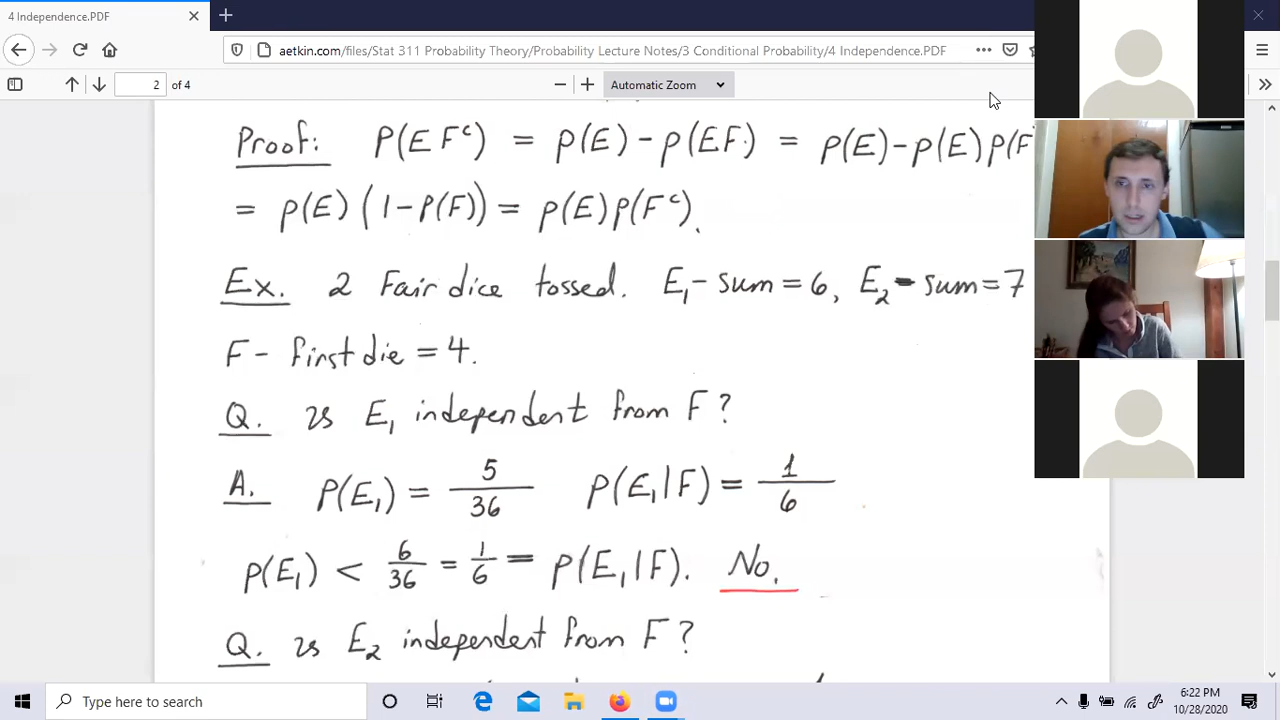 4 Independence.PDF
aetkin.com/files/Stat 311 Probability Theory/Probability Lecture Notes/3 Conditional Probability/4 Independence.PDF
2 of 4
Automatic Zoom
Proof: P(E F^c) = p(E) - p(EF) = p(E) - p(E) p(F
= p(E) (1 - P(F)) = p(E) p(F^c).
Ex. 2 Fair dice tossed. E₁ - sum = 6, E₂ - sum = 7
F - first die = 4.
Q. is E₁ independent from F?
A. P(E₁) = 5/36 P(E₁|F) = 1/6
p(E₁) < 6/36 = 1/6 = p(E₁|F). No.
Q. is E₂ independent from F?
Type here to search
6:22 PM
10/28/2020